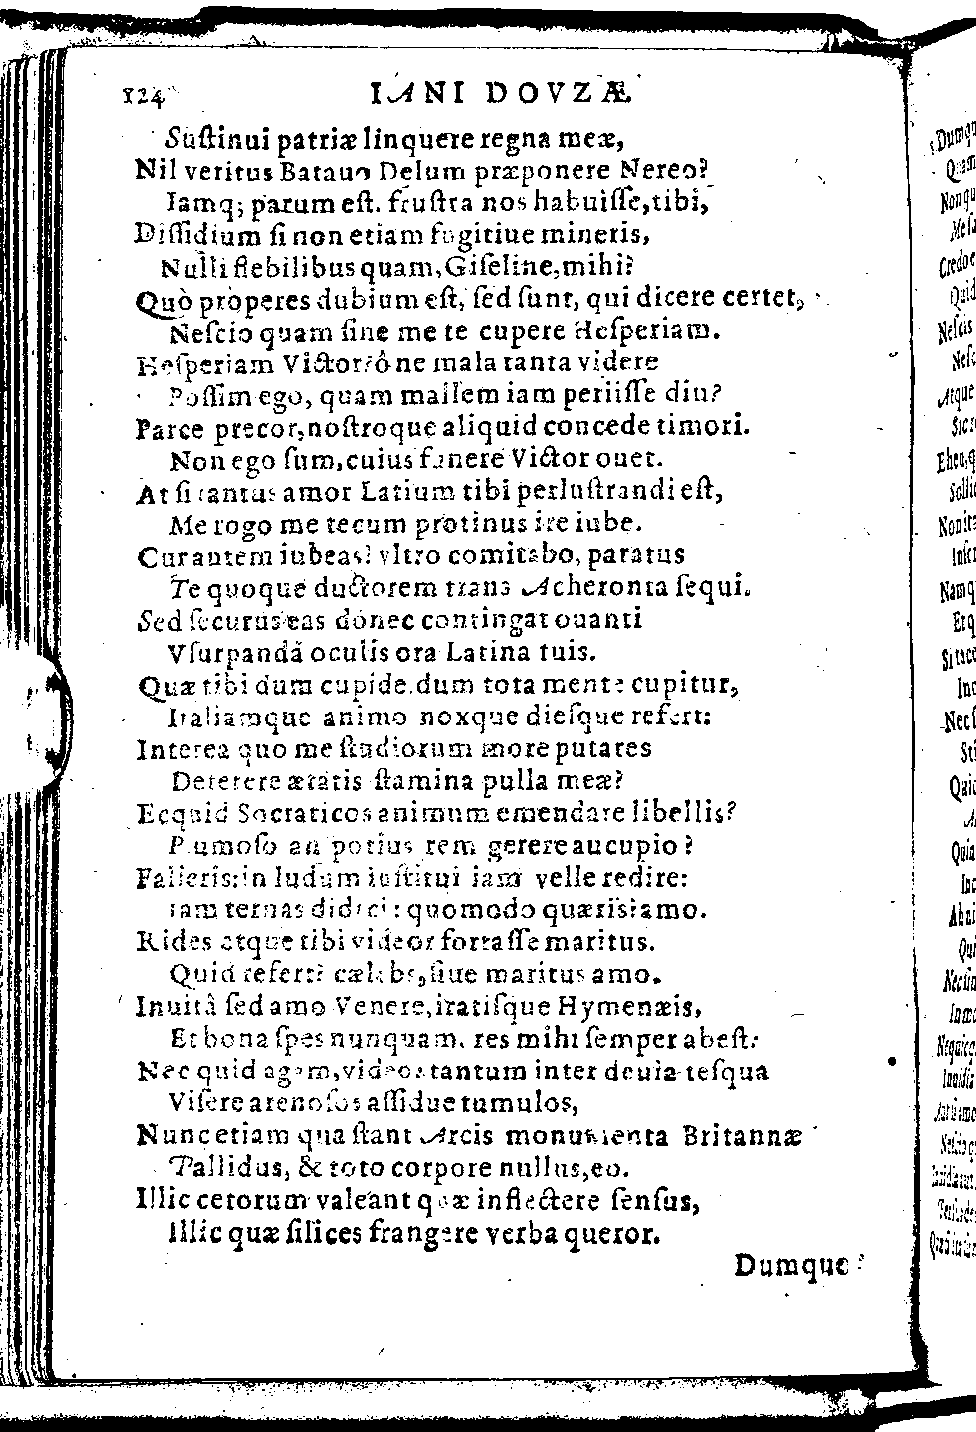 124 IANI DOVZÆ
Suſtinui patriæ linquere regna meæ,
Nil veritus Batauo Delum præponere Nereo?
Iamq; parum eſt. fruſtra nos habuiſſe, tibi,
Diſſidium ſi non etiam fugitiue mineris,
Nulli flebilibus quam, Giſeline, mihi?
Quò properes dubium eſt, ſed ſunt, qui dicere certet,
Neſcio quam ſine me te cupere Heſperiam.
Heſperiam Victor? ône mala tanta videre
Poſſim ego, quam mallem iam periiſſe diu?
Parce precor, noſtroque aliquid concede timori.
Non ego ſum, cuius funere Victor ouet.
At ſi tantus amor Latium tibi perluſtrandi eſt,
Me rogo me tecum protinus ire iube.
Cur autem iubeas? vltro comitabo, paratus
Te quoque ductorem trans Acheronta ſequi.
Sed ſecurus eas donec contingat ouanti
Vſurpandâ oculis ora Latina tuis.
Quæ tibi dum cupide, dum tota mente cupitur,
Italiamque animo noxque dieſque refert:
Interea quo me ſtudiorum more putares
Deterere ætatis ſtamina pulla meæ?
Ecquid Socraticos animum emendare libellis?
Plumoſo an potius rem gerere aucupio?
Falleris: in ludum inſtitui iam velle redire:
iam ternas didici: quomodo quæris? amo.
Rides atque tibi videor fortaſſe maritus.
Quid refert? cælebs, ſiue maritus amo.
Inuitâ ſed amo Venere, iratiſque Hymenæis,
Et bona ſpes nunquam, res mihi ſemper abeſt:
Nec quid agam, video: tantum inter deuia teſqua
Viſere arenoſos aſſidue tumulos,
Nunc etiam qua ſtant Arcis monumenta Britannæ
Pallidus, & toto corpore nullus, eo.
Illic cetorum valeant quæ inflectere ſenſus,
Illic quæ ſilices frangere verba queror.
Dumque